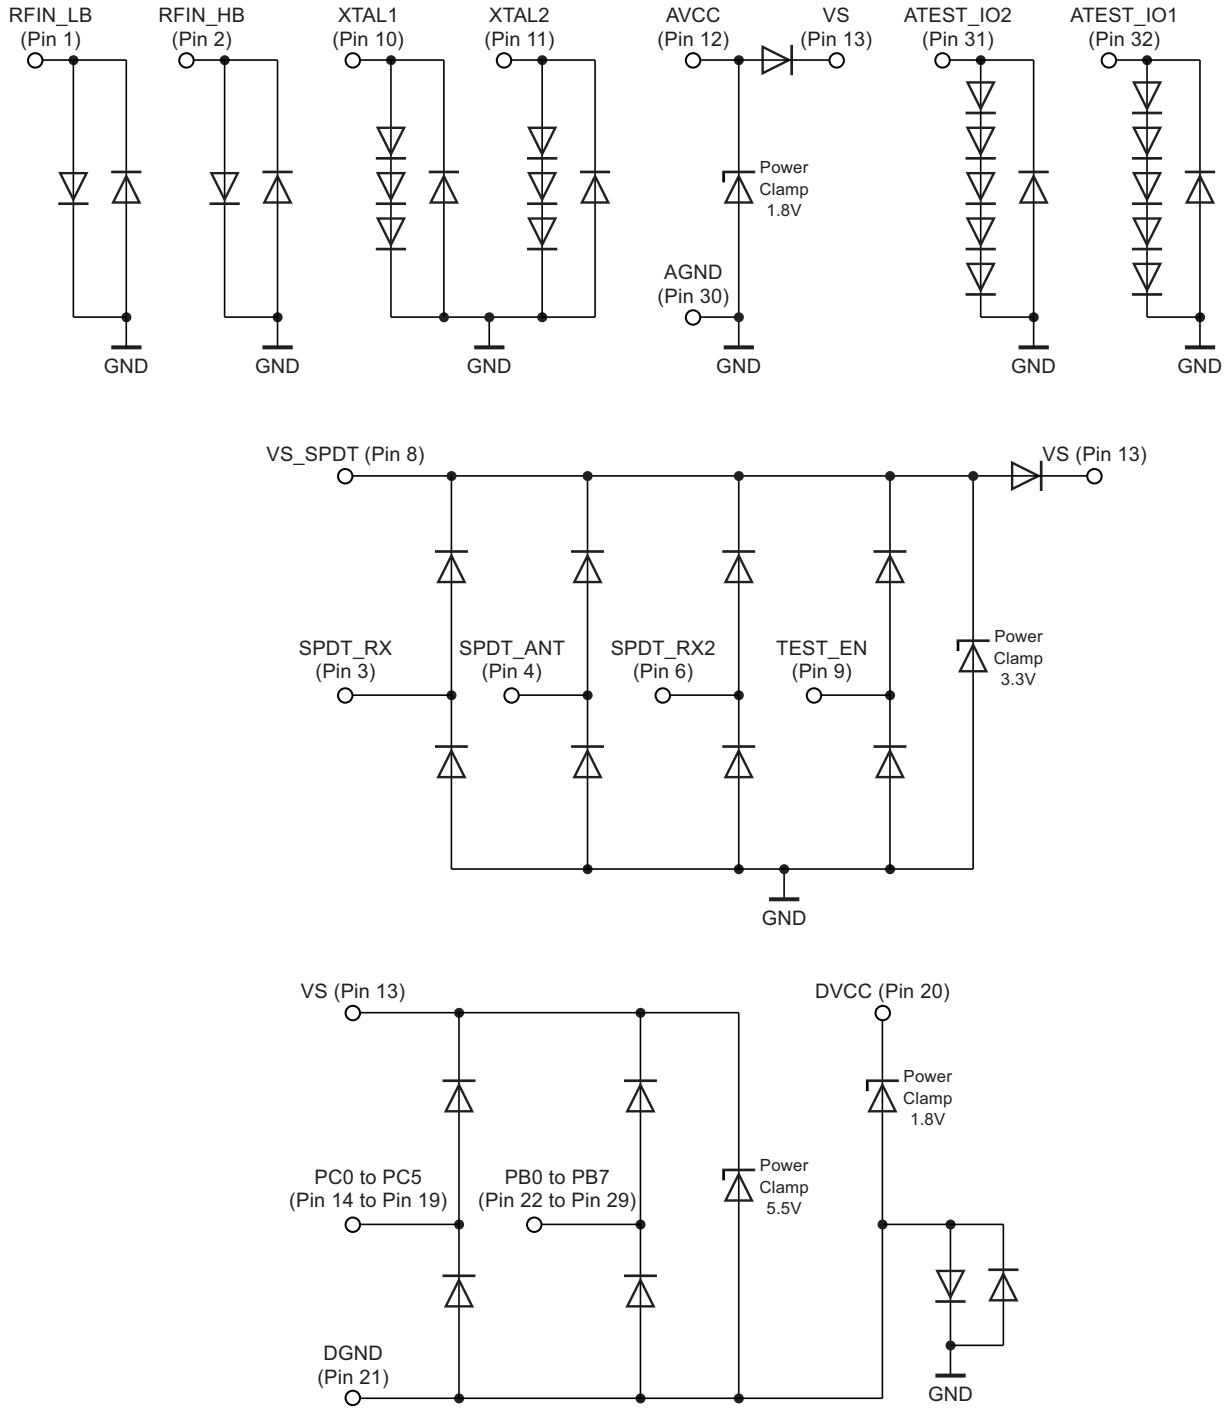 RFIN_LB
(Pin 1)
RFIN_HB
(Pin 2)
XTAL1
(Pin 10)
XTAL2
(Pin 11)
AVCC
(Pin 12)
VS
(Pin 13)
ATEST_IO2
(Pin 31)
ATEST_IO1
(Pin 32)
Power
Clamp
1.8V
AGND
(Pin 30)
GND
GND
GND
GND
GND
GND
VS_SPDT (Pin 8)
VS (Pin 13)
SPDT_RX
(Pin 3)
SPDT_ANT
(Pin 4)
SPDT_RX2
(Pin 6)
TEST_EN
(Pin 9)
Power
Clamp
3.3V
GND
VS (Pin 13)
DVCC (Pin 20)
Power
Clamp
1.8V
PC0 to PC5
(Pin 14 to Pin 19)
PB0 to PB7
(Pin 22 to Pin 29)
Power
Clamp
5.5V
DGND
(Pin 21)
GND